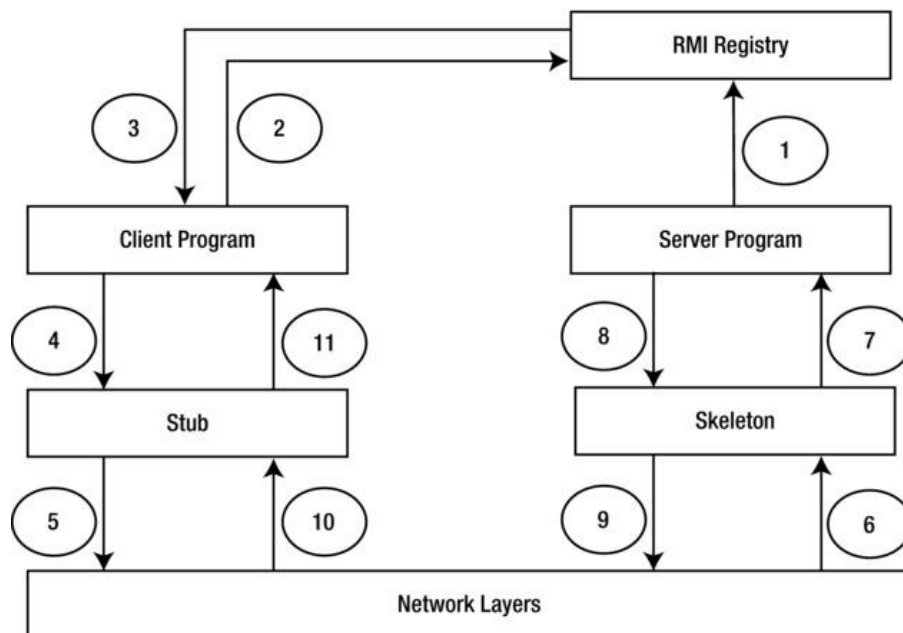 RMI Registry
3
2
1
Client Program
Server Program
4
11
8
7
Stub
Skeleton
5
10
9
6
Network Layers